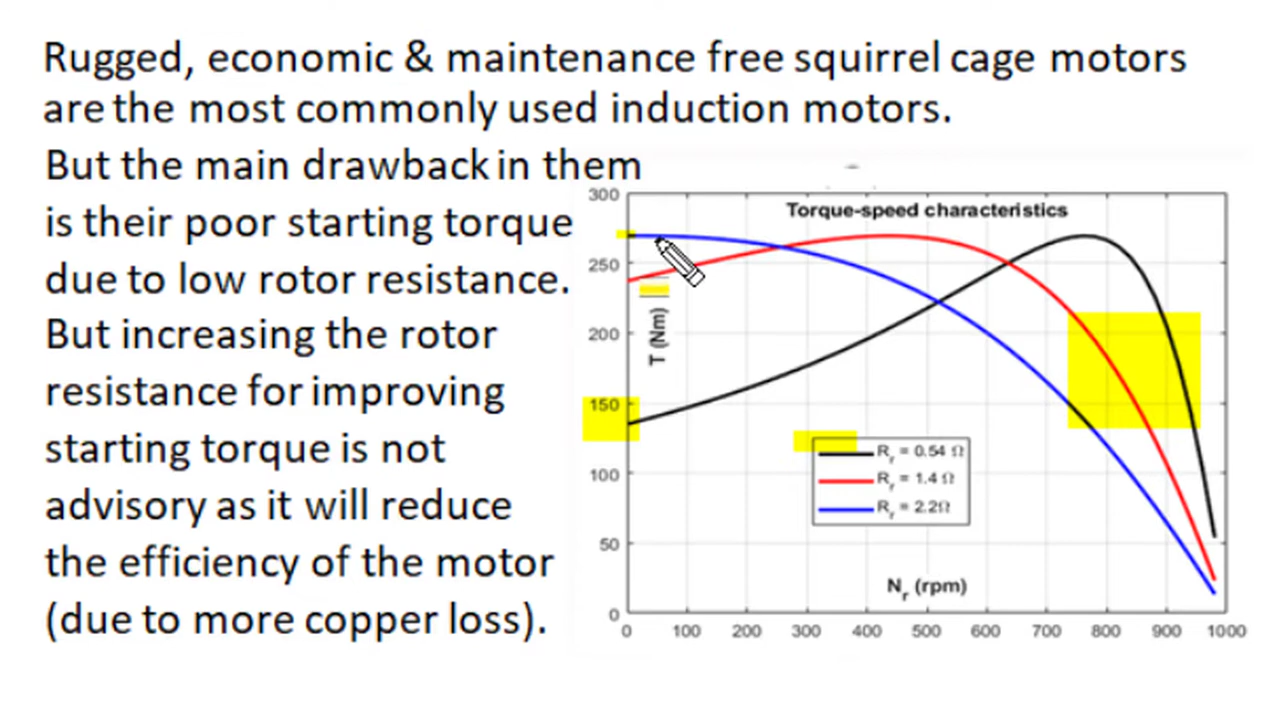 Rugged, economic & maintenance free squirrel cage motors
are the most commonly used induction motors.
But the main drawback in them
is their poor starting torque
due to low rotor resistance.
But increasing the rotor
resistance for improving
starting torque is not
advisory as it will reduce
the efficiency of the motor
(due to more copper loss).
Torque-speed characteristics
300
250
200
150
100
50
0
T (Nm)
R_r = 0.54 Ω
R_r = 1.4 Ω
R_r = 2.2Ω
N_r (rpm)
0 100 200 300 400 500 600 700 800 900 1000